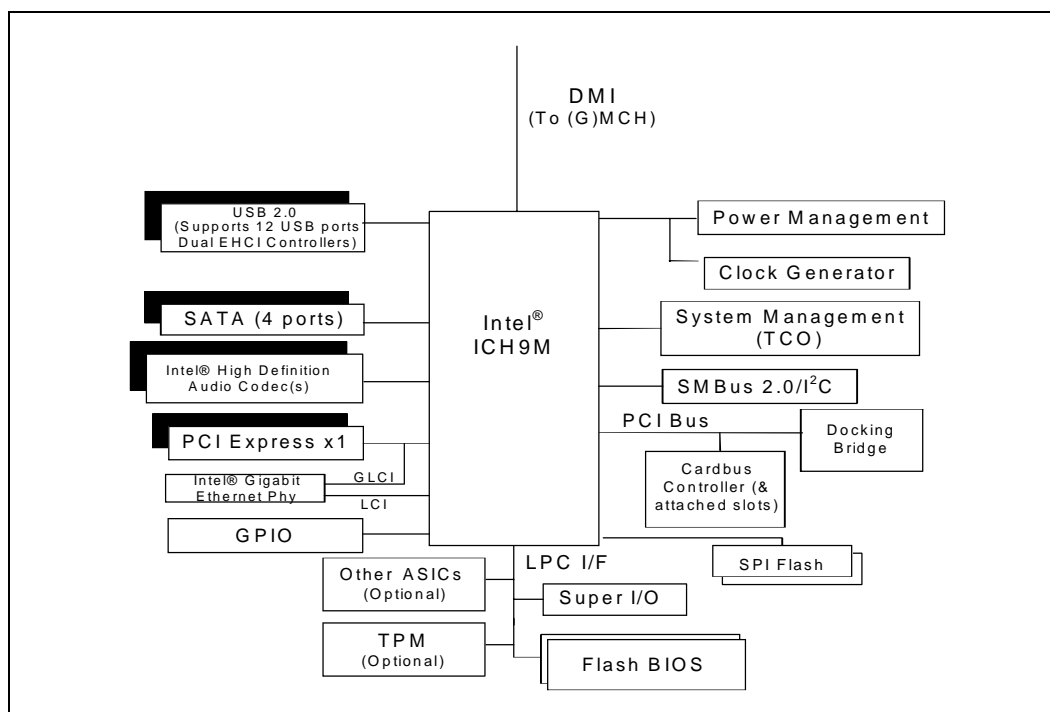 DMI
(To (G)MCH)
USB 2.0
(Supports 12 USB ports
Dual EHCI Controllers)
Power Management
Clock Generator
SATA (4 ports)
Intel®
ICH9M
System Management
(TCO)
Intel® High Definition
Audio Codec(s)
SMBus 2.0/I²C
PCI Bus
PCI Express x1
Docking
Bridge
GLCI
Intel® Gigabit
Ethernet Phy
LCI
Cardbus
Controller (&
attached slots)
GPIO
LPC I/F
SPI Flash
Other ASICs
(Optional)
Super I/O
TPM
(Optional)
Flash BIOS